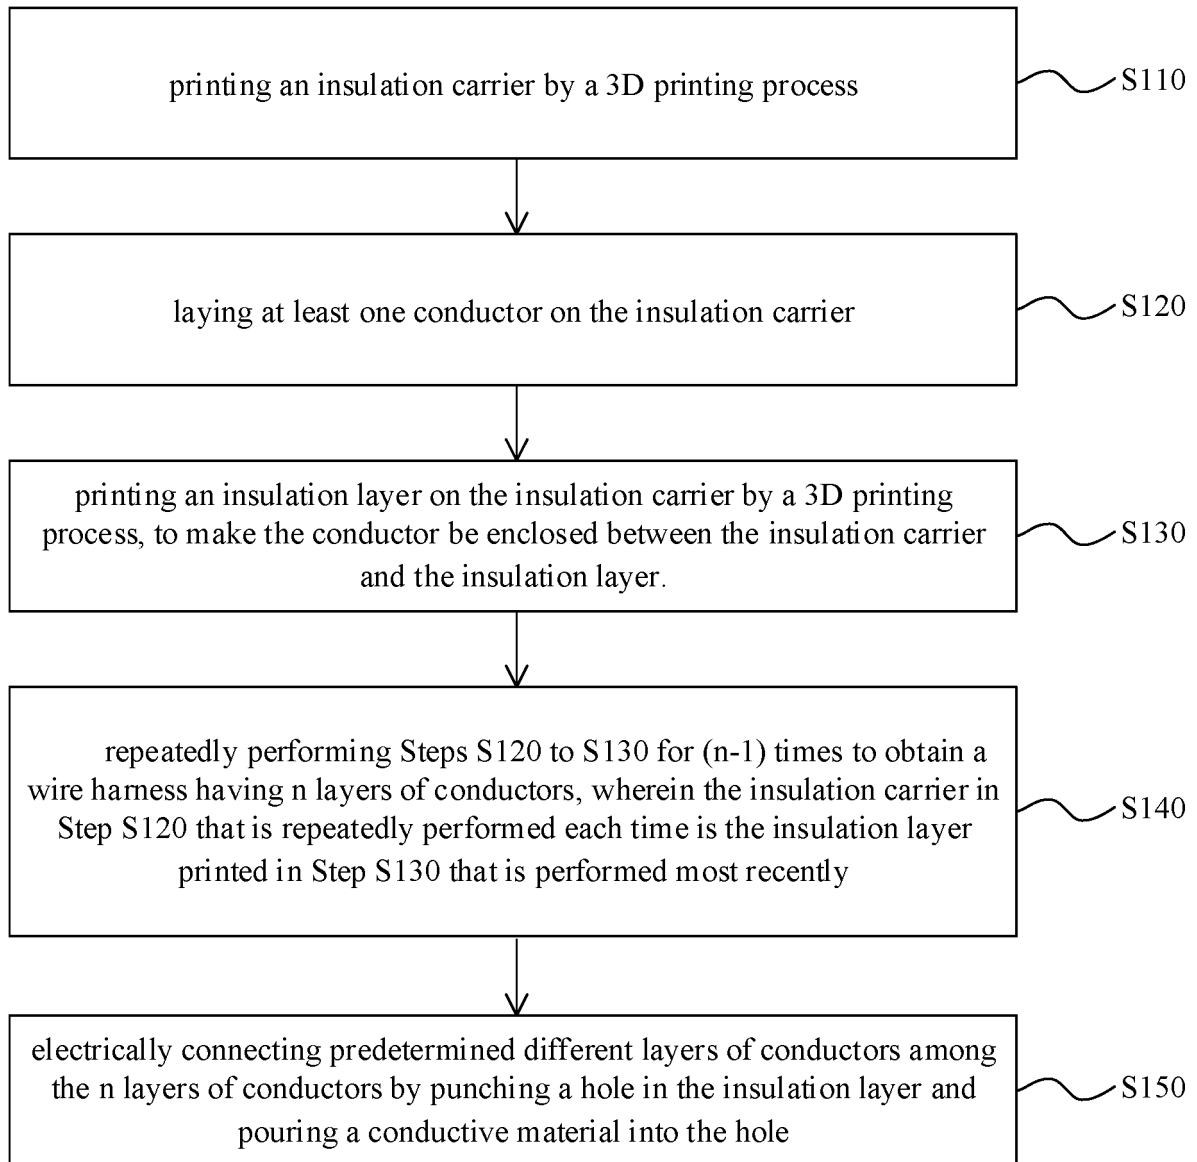 printing an insulation carrier by a 3D printing process
S110
laying at least one conductor on the insulation carrier
S120
printing an insulation layer on the insulation carrier by a 3D printing
process, to make the conductor be enclosed between the insulation carrier
and the insulation layer.
S130
repeatedly performing Steps S120 to S130 for (n-1) times to obtain a
wire harness having n layers of conductors, wherein the insulation carrier in
Step S120 that is repeatedly performed each time is the insulation layer
printed in Step S130 that is performed most recently
S140
electrically connecting predetermined different layers of conductors among
the n layers of conductors by punching a hole in the insulation layer and
pouring a conductive material into the hole
S150